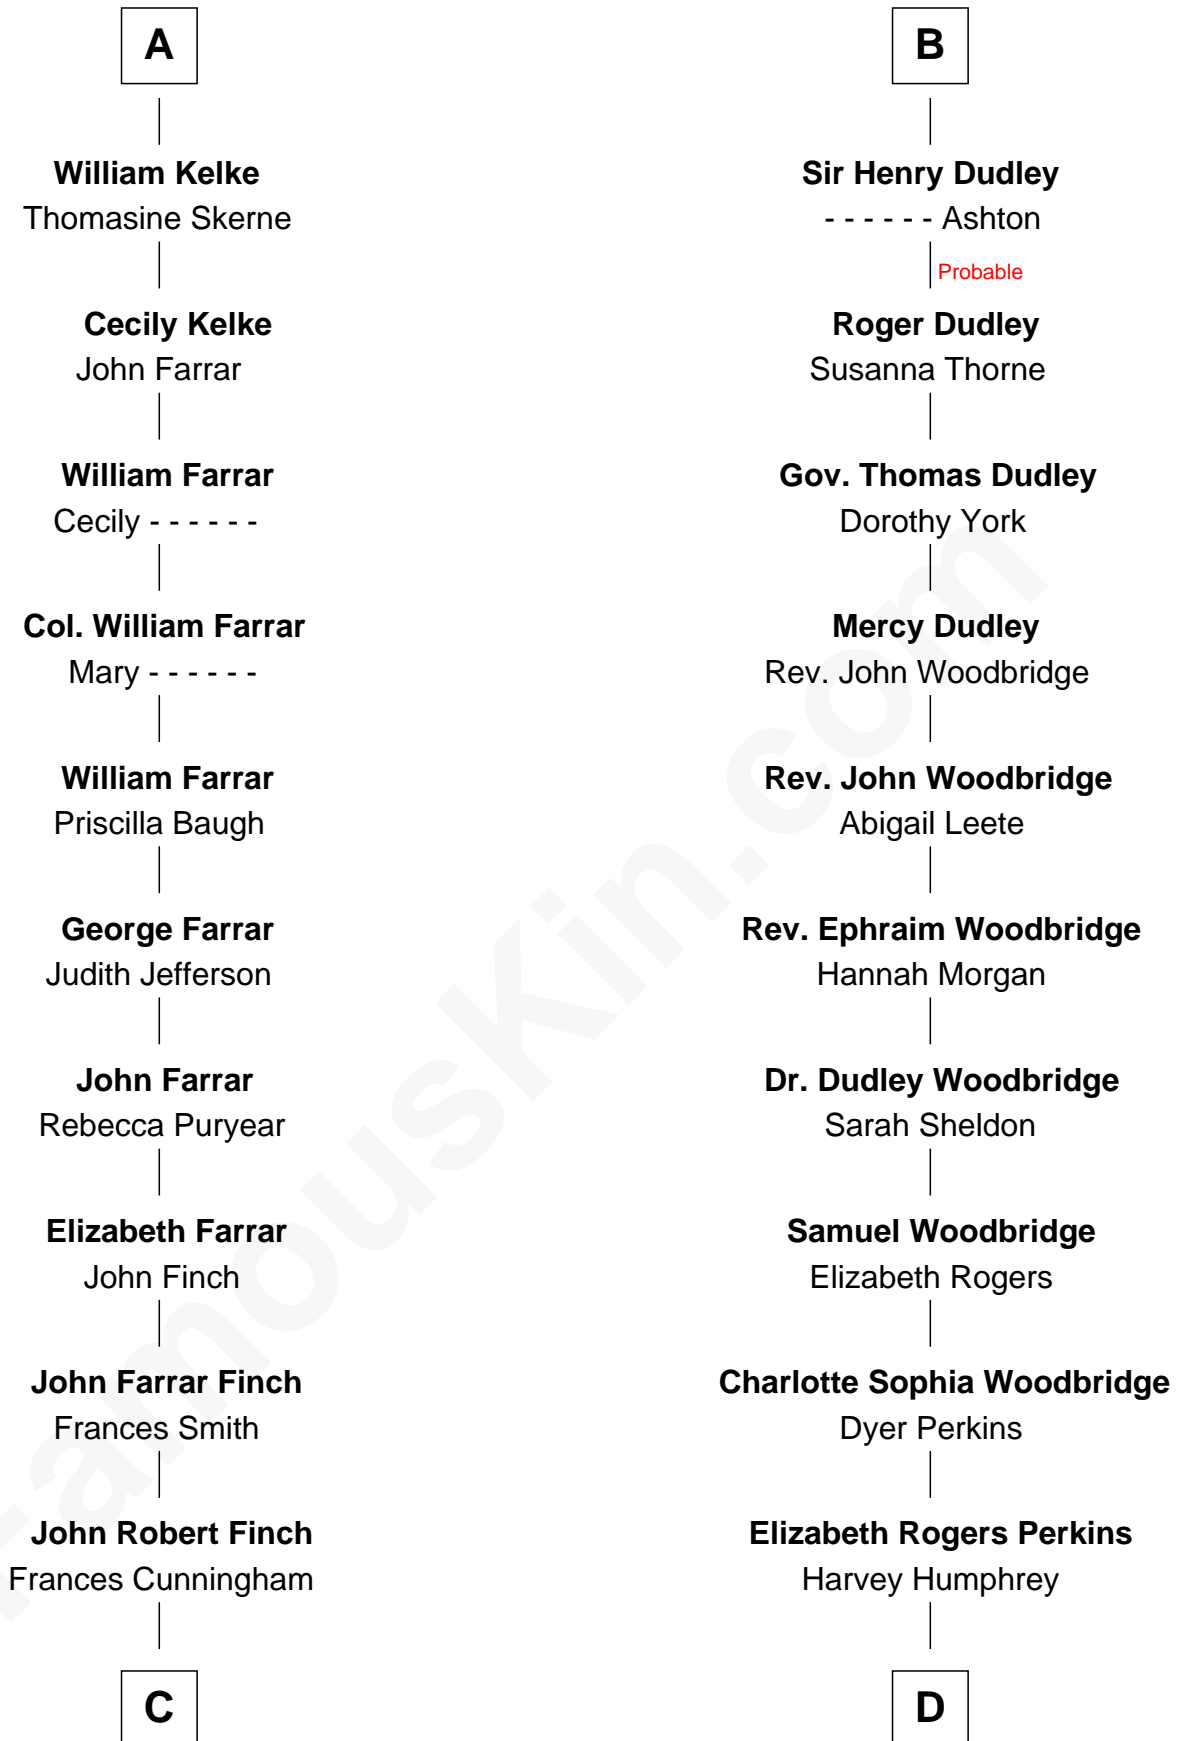 A
William Kelke
Thomasine Skerne
Cecily Kelke
John Farrar
William Farrar
Cecily - - - - - -
Col. William Farrar
Mary - - - - - -
William Farrar
Priscilla Baugh
George Farrar
Judith Jefferson
John Farrar
Rebecca Puryear
Elizabeth Farrar
John Finch
John Farrar Finch
Frances Smith
John Robert Finch
Frances Cunningham
C
B
Sir Henry Dudley
- - - - - - Ashton
Probable
Roger Dudley
Susanna Thorne
Gov. Thomas Dudley
Dorothy York
Mercy Dudley
Rev. John Woodbridge
Rev. John Woodbridge
Abigail Leete
Rev. Ephraim Woodbridge
Hannah Morgan
Dr. Dudley Woodbridge
Sarah Sheldon
Samuel Woodbridge
Elizabeth Rogers
Charlotte Sophia Woodbridge
Dyer Perkins
Elizabeth Rogers Perkins
Harvey Humphrey
D
FamousKin.com